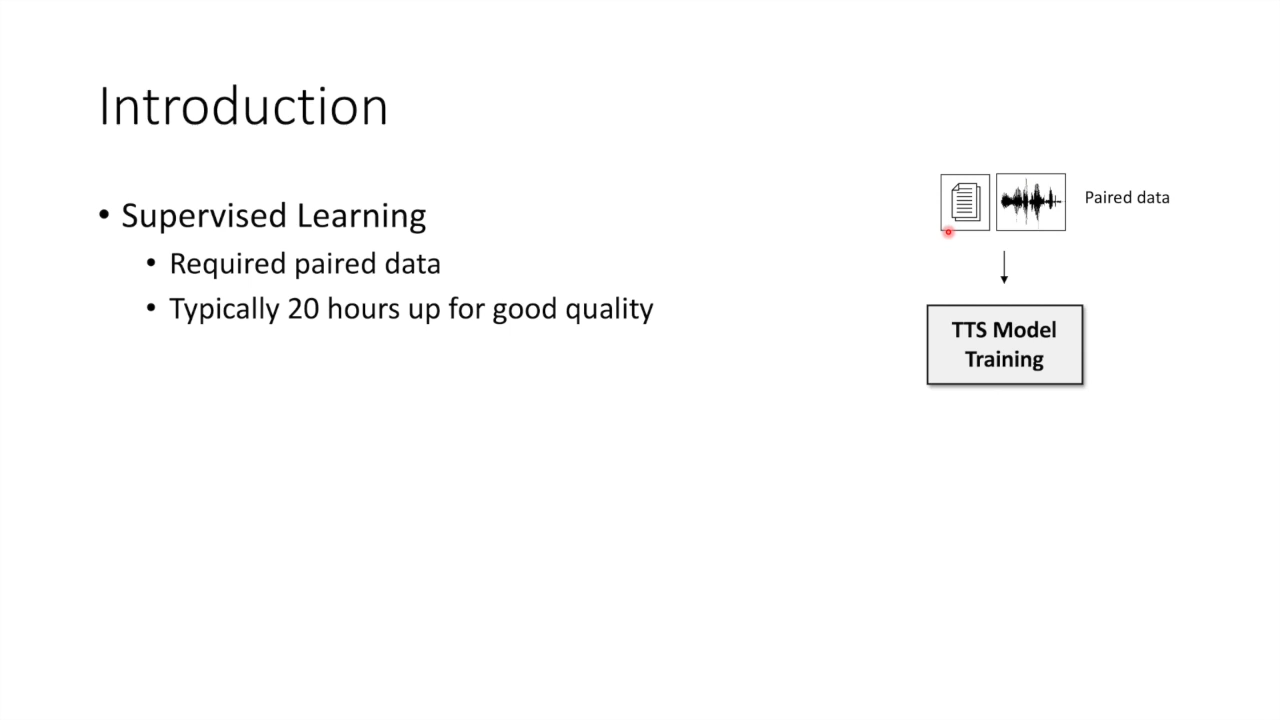 Introduction
• Supervised Learning
• Required paired data
• Typically 20 hours up for good quality
Paired data
TTS Model
Training